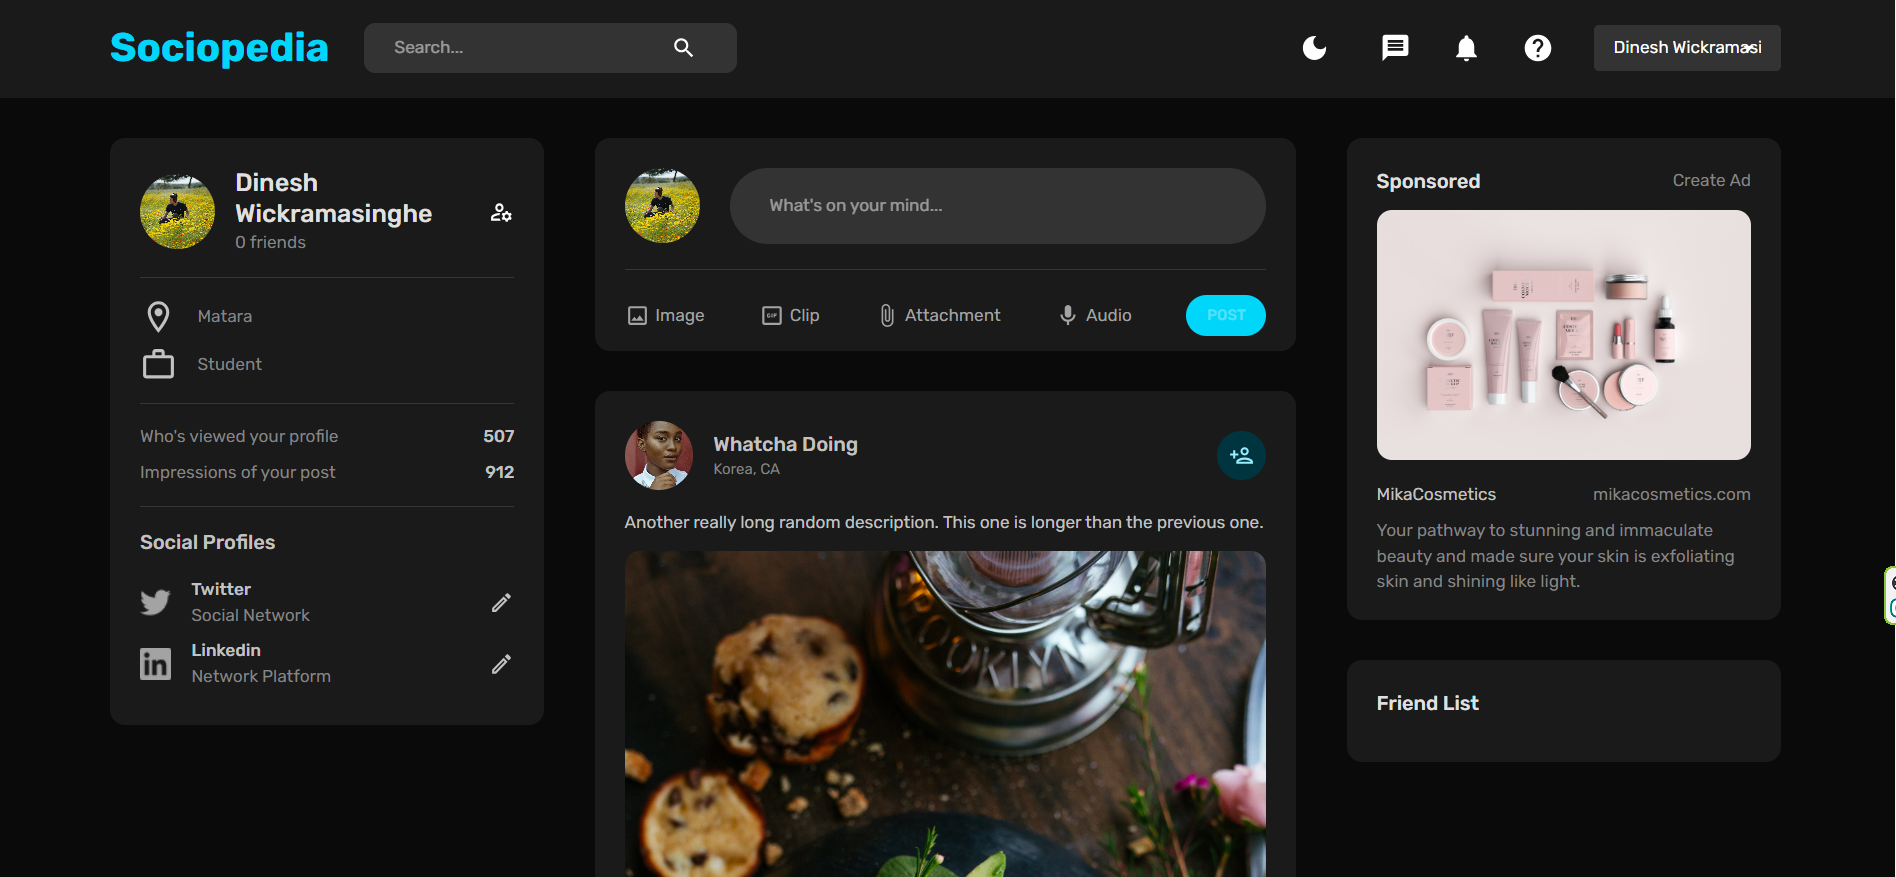 Sociopedia
Search...
Dinesh Wickramasi
Dinesh
Wickramasinghe
0 friends
Matara
Student
Who's viewed your profile 507
Impressions of your post 912
Social Profiles
Twitter
Social Network
Linkedin
Network Platform
What's on your mind...
Image
GIF Clip
Attachment
Audio
POST
Whatcha Doing
Korea, CA
Another really long random description. This one is longer than the previous one.
Sponsored
Create Ad
MikaCosmetics
mikacosmetics.com
Your pathway to stunning and immaculate
beauty and made sure your skin is exfoliating
skin and shining like light.
Friend List